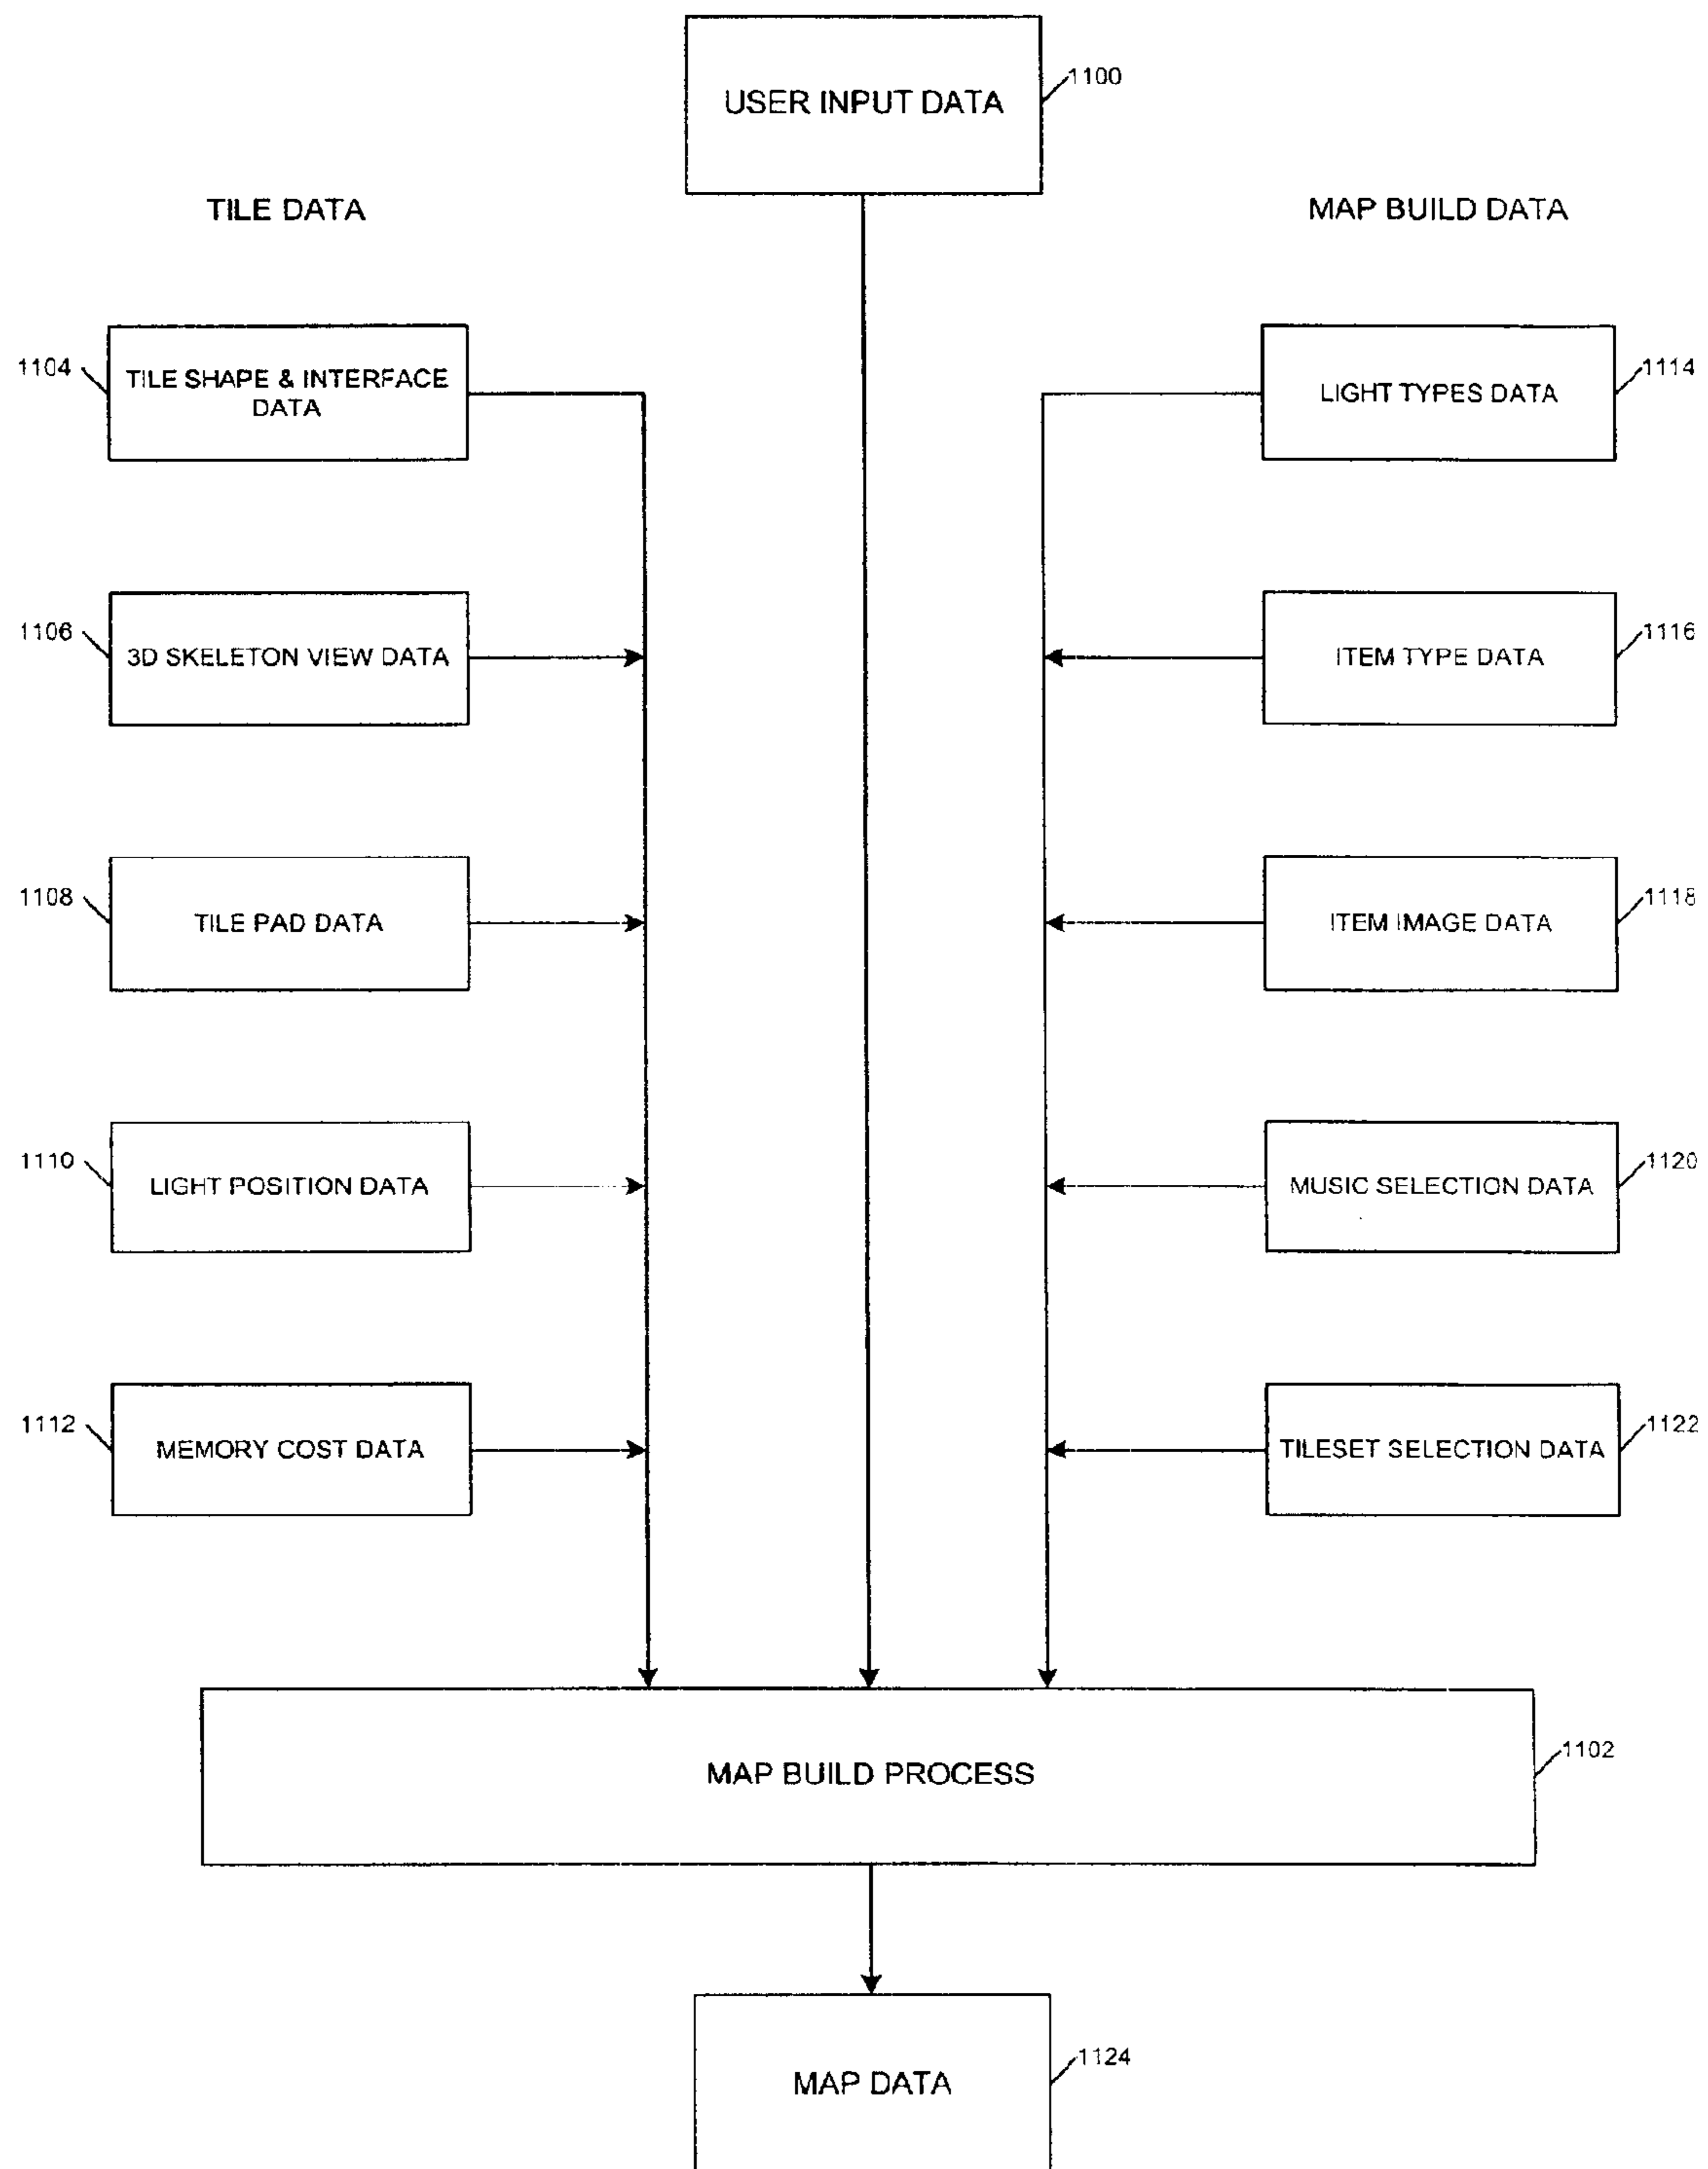 USER INPUT DATA
1100
TILE DATA
MAP BUILD DATA
1104
TILE SHAPE & INTERFACE
DATA
LIGHT TYPES DATA
1114
1106
3D SKELETON VIEW DATA
ITEM TYPE DATA
1116
1108
TILE PAD DATA
ITEM IMAGE DATA
1118
1110
LIGHT POSITION DATA
MUSIC SELECTION DATA
1120
1112
MEMORY COST DATA
TILESET SELECTION DATA
1122
MAP BUILD PROCESS
1102
MAP DATA
1124